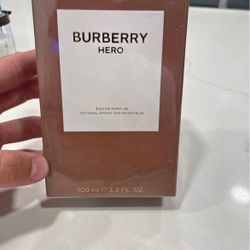 BURBERRY
HERO
EAU DE PARFUM
NATURAL SPRAY VAPORISATEUR
100 ml ℮ 3.3 FL. OZ.